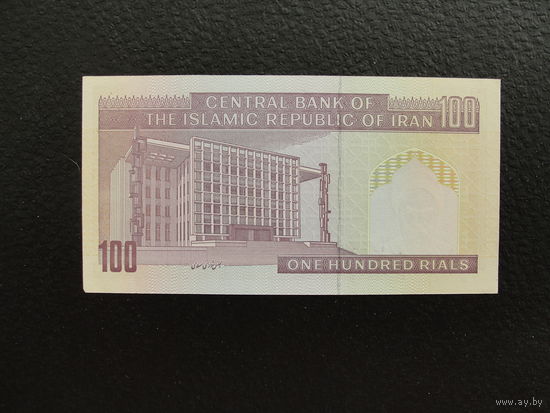 CENTRAL BANK OF
THE ISLAMIC REPUBLIC OF IRAN
100
100
ONE HUNDRED RIALS
www.ay.by